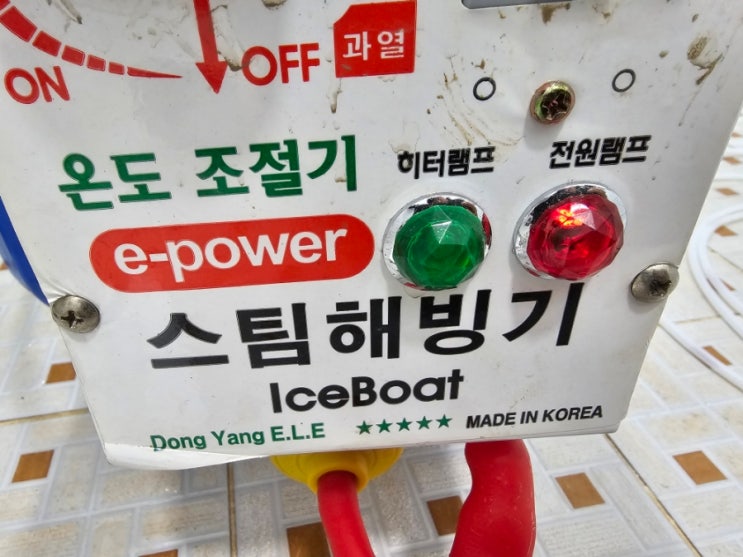 ON
OFF
과열
온도 조절기
히터램프
전원램프
e-power
스팀해빙기
IceBoat
Dong Yang E.L.E ★★★★★ MADE IN KOREA